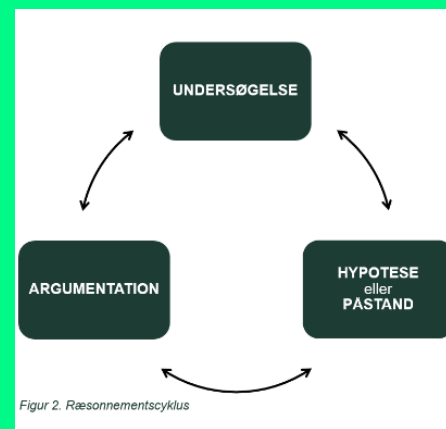 UNDERSØGELSE
ARGUMENTATION
HYPOTESE
eller
PÅSTAND
Figur 2. Ræsonnementscyklus